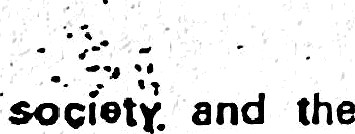 society and the